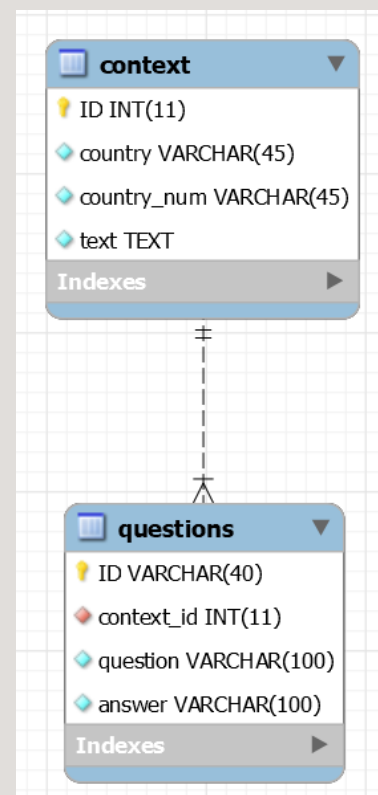 context
ID INT(11)
country VARCHAR(45)
country_num VARCHAR(45)
text TEXT
Indexes
questions
ID VARCHAR(40)
context_id INT(11)
question VARCHAR(100)
answer VARCHAR(100)
Indexes